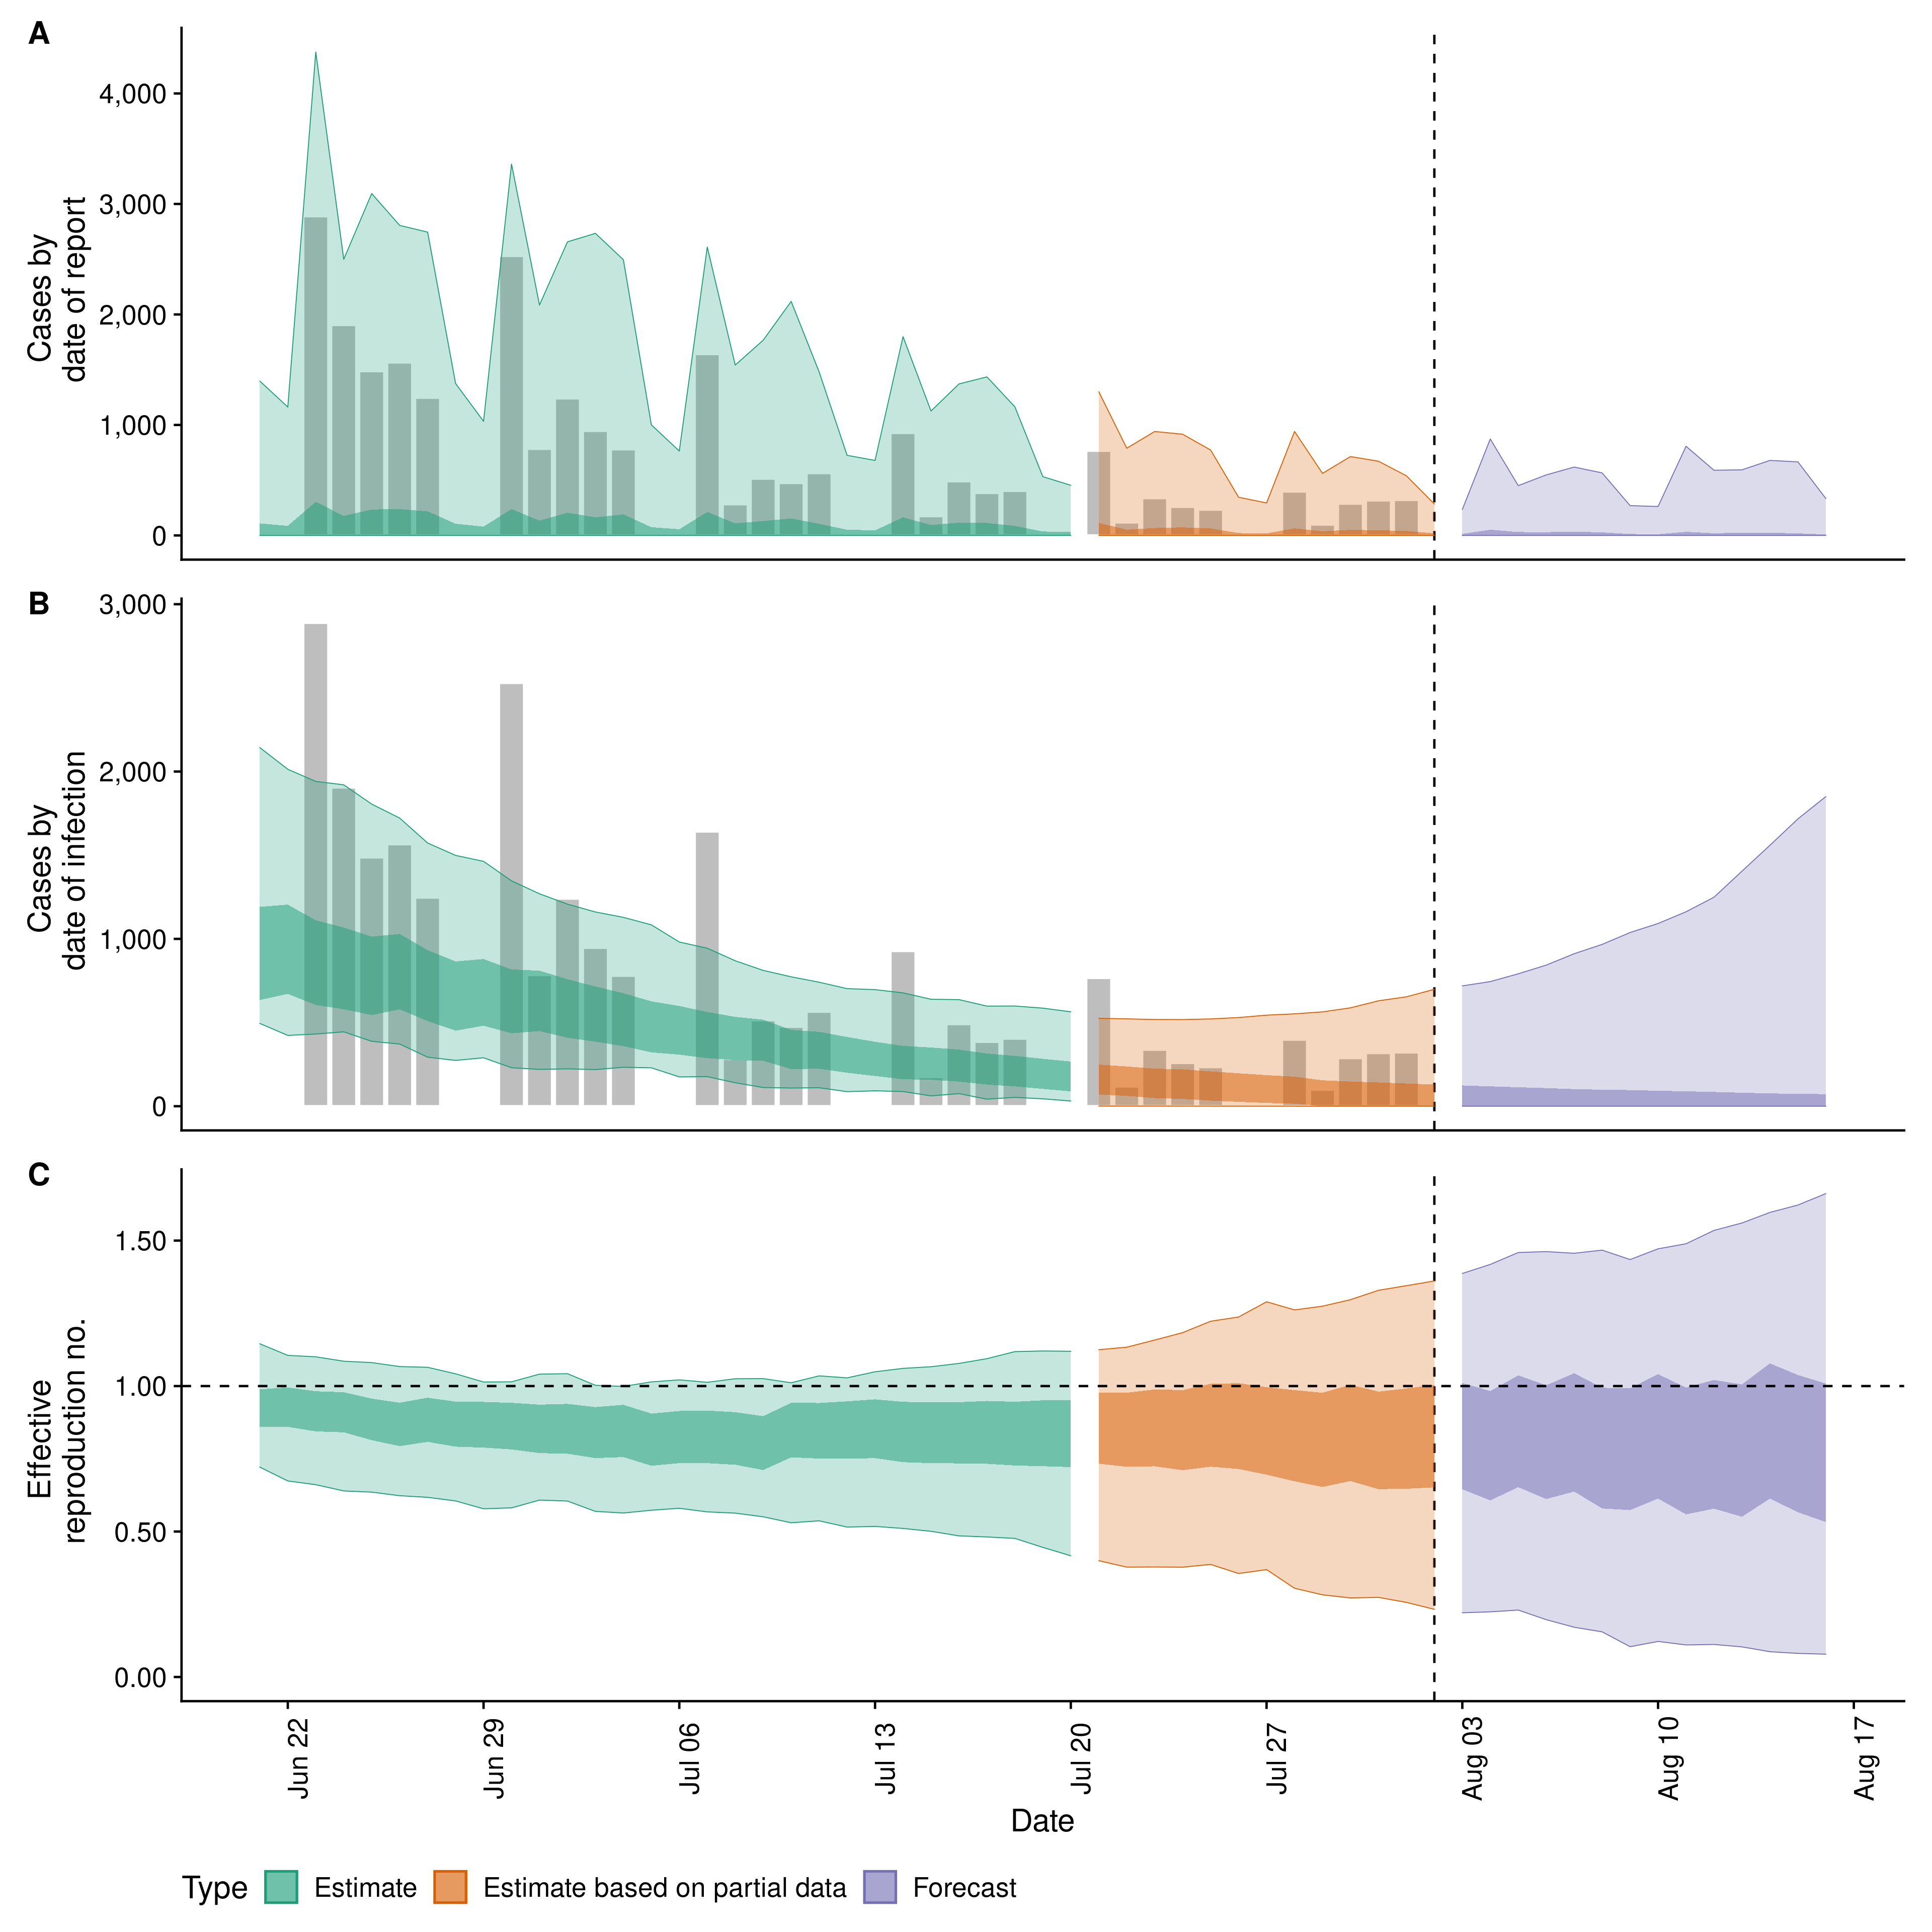 A
4,000
3,000
2,000
1,000
0
Cases by
date of report
B
3,000
2,000
1,000
0
Cases by
date of infection
C
1.50
1.00
0.50
0.00
Effective
reproduction no.
Jun 22
Jun 29
Jul 06
Jul 13
Jul 20
Jul 27
Aug 03
Aug 10
Aug 17
Date
Type Estimate Estimate based on partial data Forecast